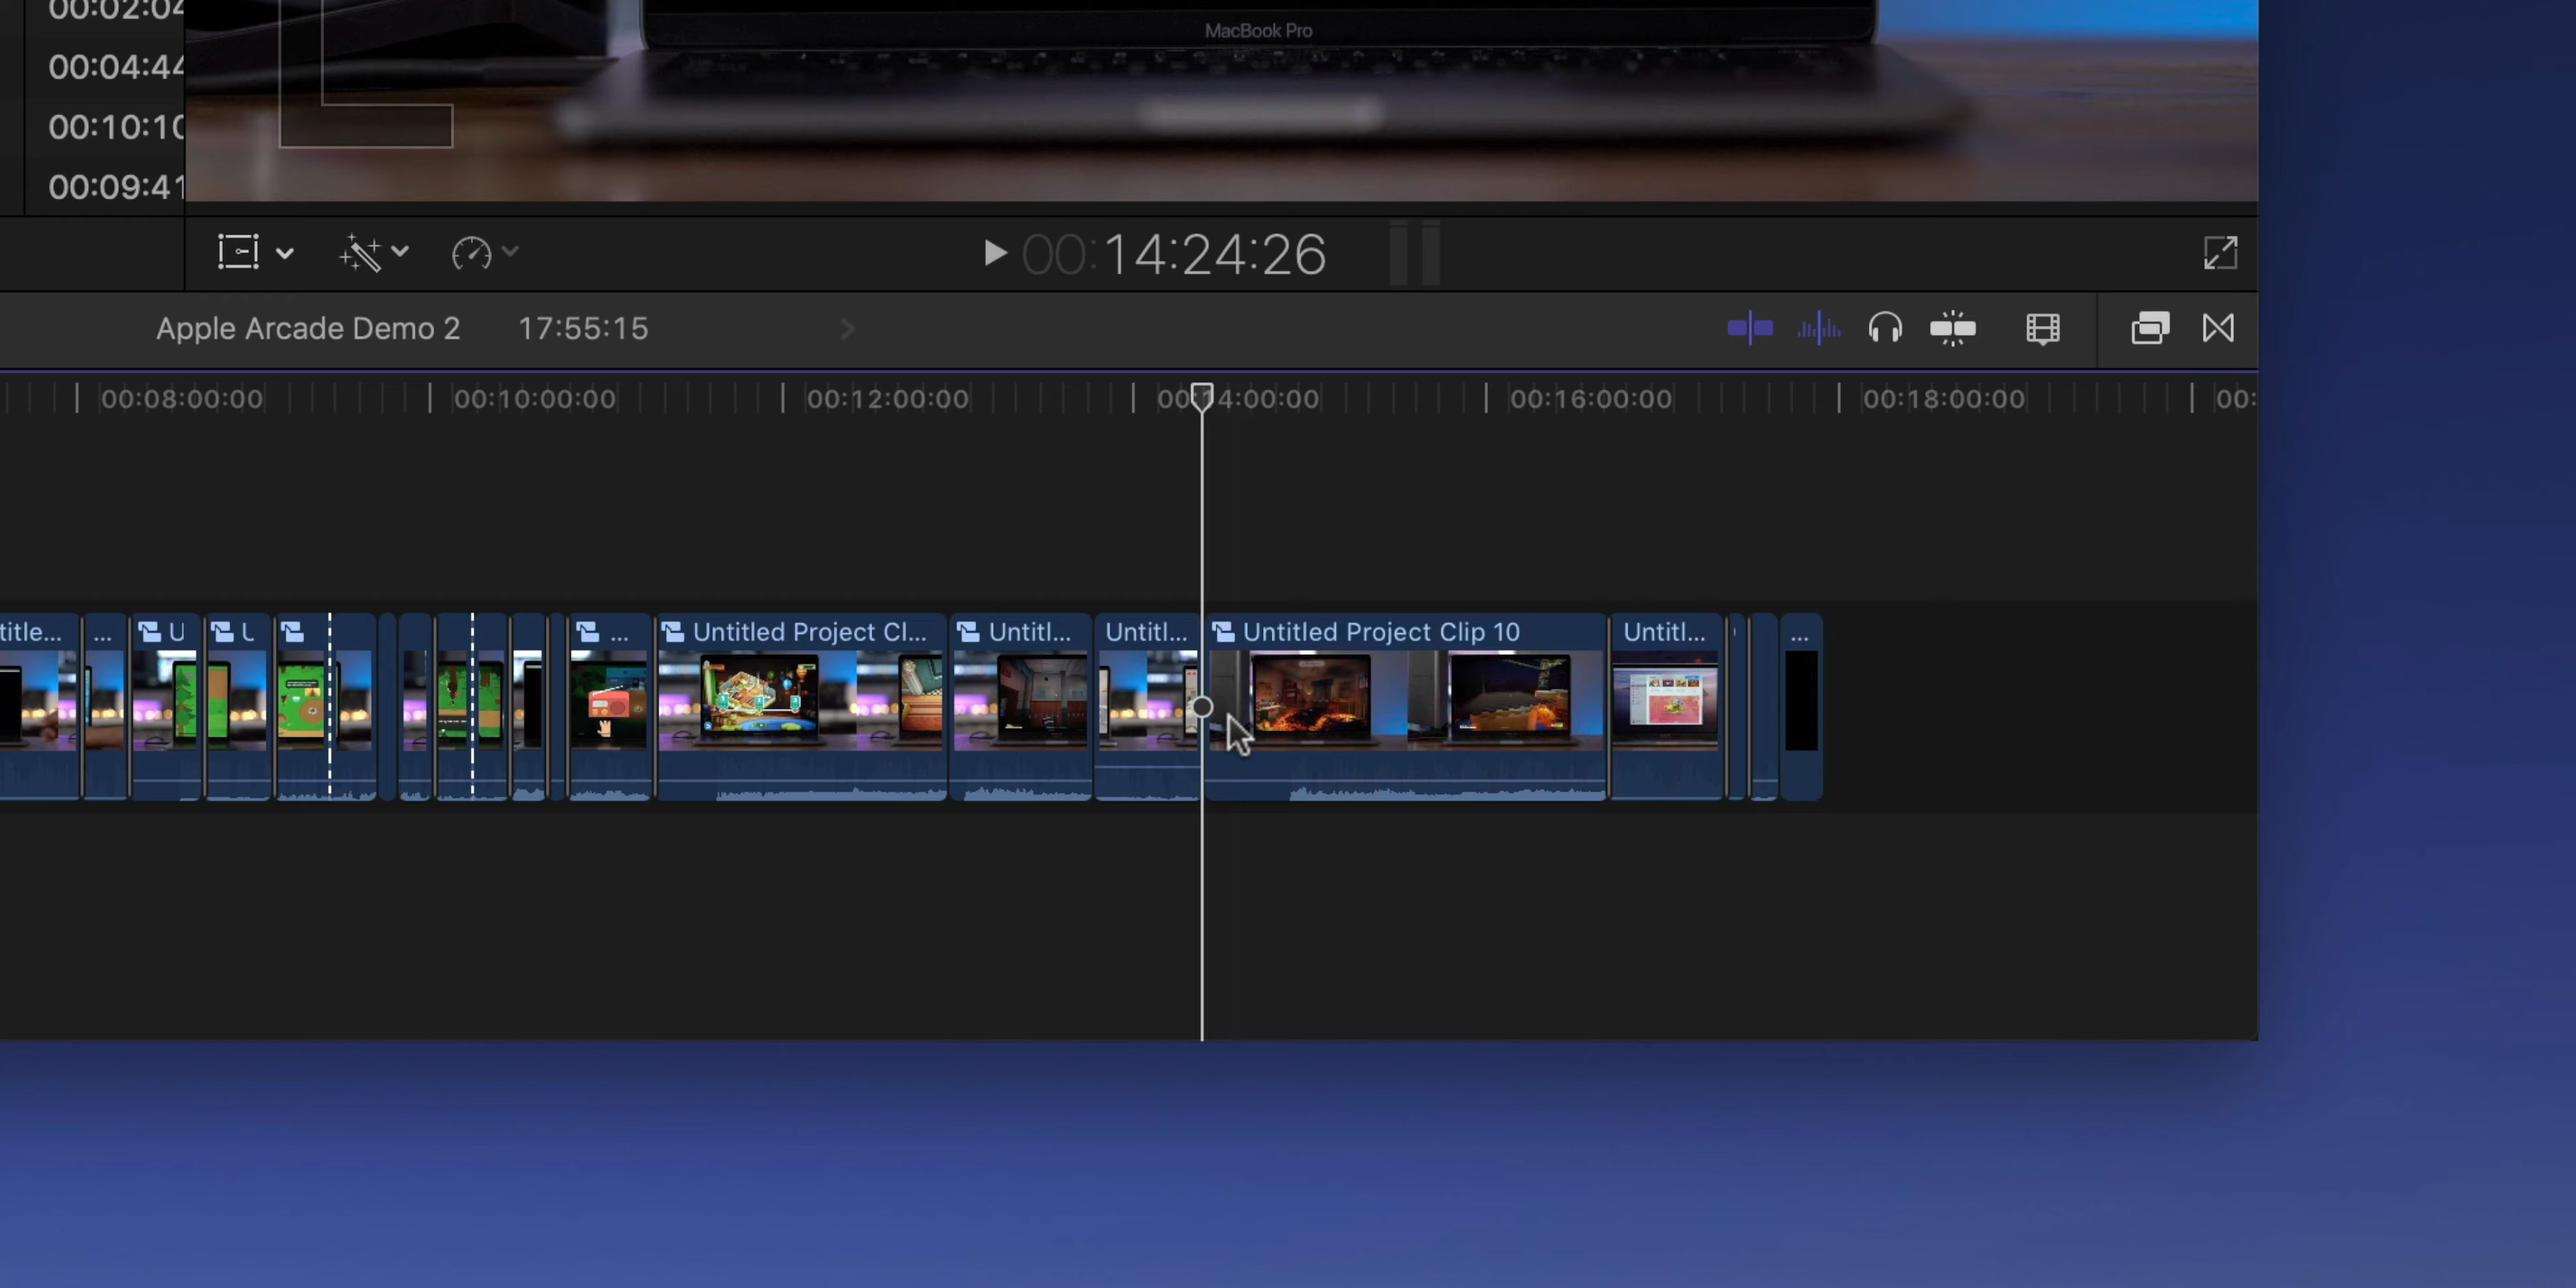 00:02:04
MacBook Pro
00:04:44
00:10:10
00:09:41
00:14:24:26
Apple Arcade Demo 2 17:55:15
00:08:00:00 00:10:00:00 00:12:00:00 00:14:00:00 00:16:00:00 00:18:00:00 00:
title... ... U U ... Untitled Project Cl... Untitl... Untitl... Untitled Project Clip 10 Untitl... ...